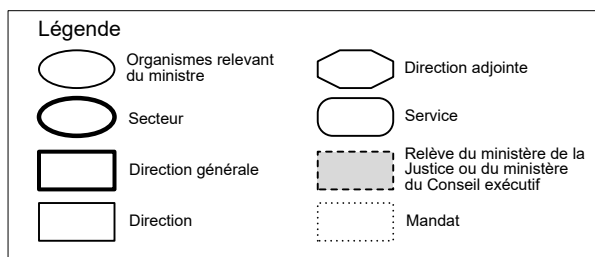 Légende
Organismes relevant
du ministre
Secteur
Direction générale
Direction
Direction adjointe
Service
Relève du ministère de la
Justice ou du ministère
du Conseil exécutif
Mandat